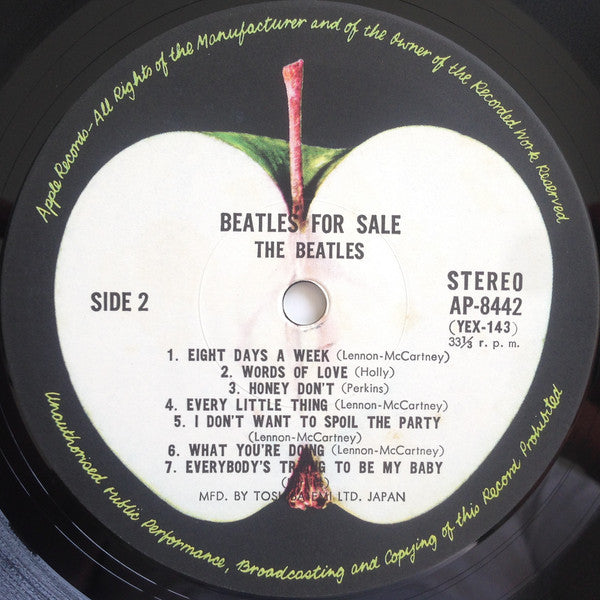 Apple Records-All Rights of the Manufacturer and of the Owner of the Recorded Work Reserved
BEATLES FOR SALE
THE BEATLES
SIDE 2
STEREO
AP-8442
(YEX-143)
33⅓ r. p. m.
1. EIGHT DAYS A WEEK (Lennon-McCartney)
2. WORDS OF LOVE (Holly)
3. HONEY DON'T (Perkins)
4. EVERY LITTLE THING (Lennon-McCartney)
5. I DON'T WANT TO SPOIL THE PARTY
(Lennon-McCartney)
6. WHAT YOU'RE DOING (Lennon-McCartney)
7. EVERYBODY'S TRYING TO BE MY BABY
MFD. BY TOSHIBA EMI LTD. JAPAN
Unauthorised Public Performance, Broadcasting and Copying of this Record Prohibited